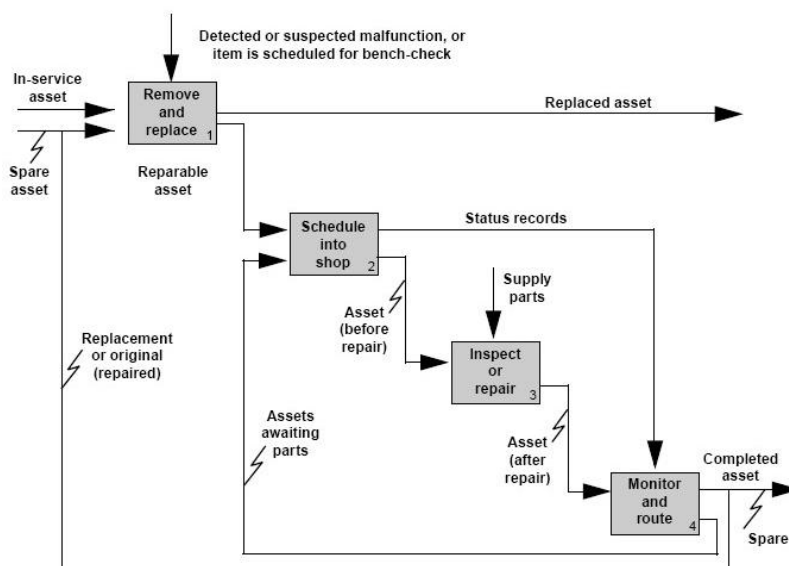 Detected or suspected malfunction, or
item is scheduled for bench-check
In-service
asset
Remove
and
replace
1
Replaced asset
Spare
asset
Reparable
asset
Schedule
into
shop
2
Status records
Supply
parts
Asset
(before
repair)
Replacement
or original
(repaired)
Inspect
or
repair
3
Assets
awaiting
parts
Asset
(after
repair)
Monitor
and
route
4
Completed
asset
Spare